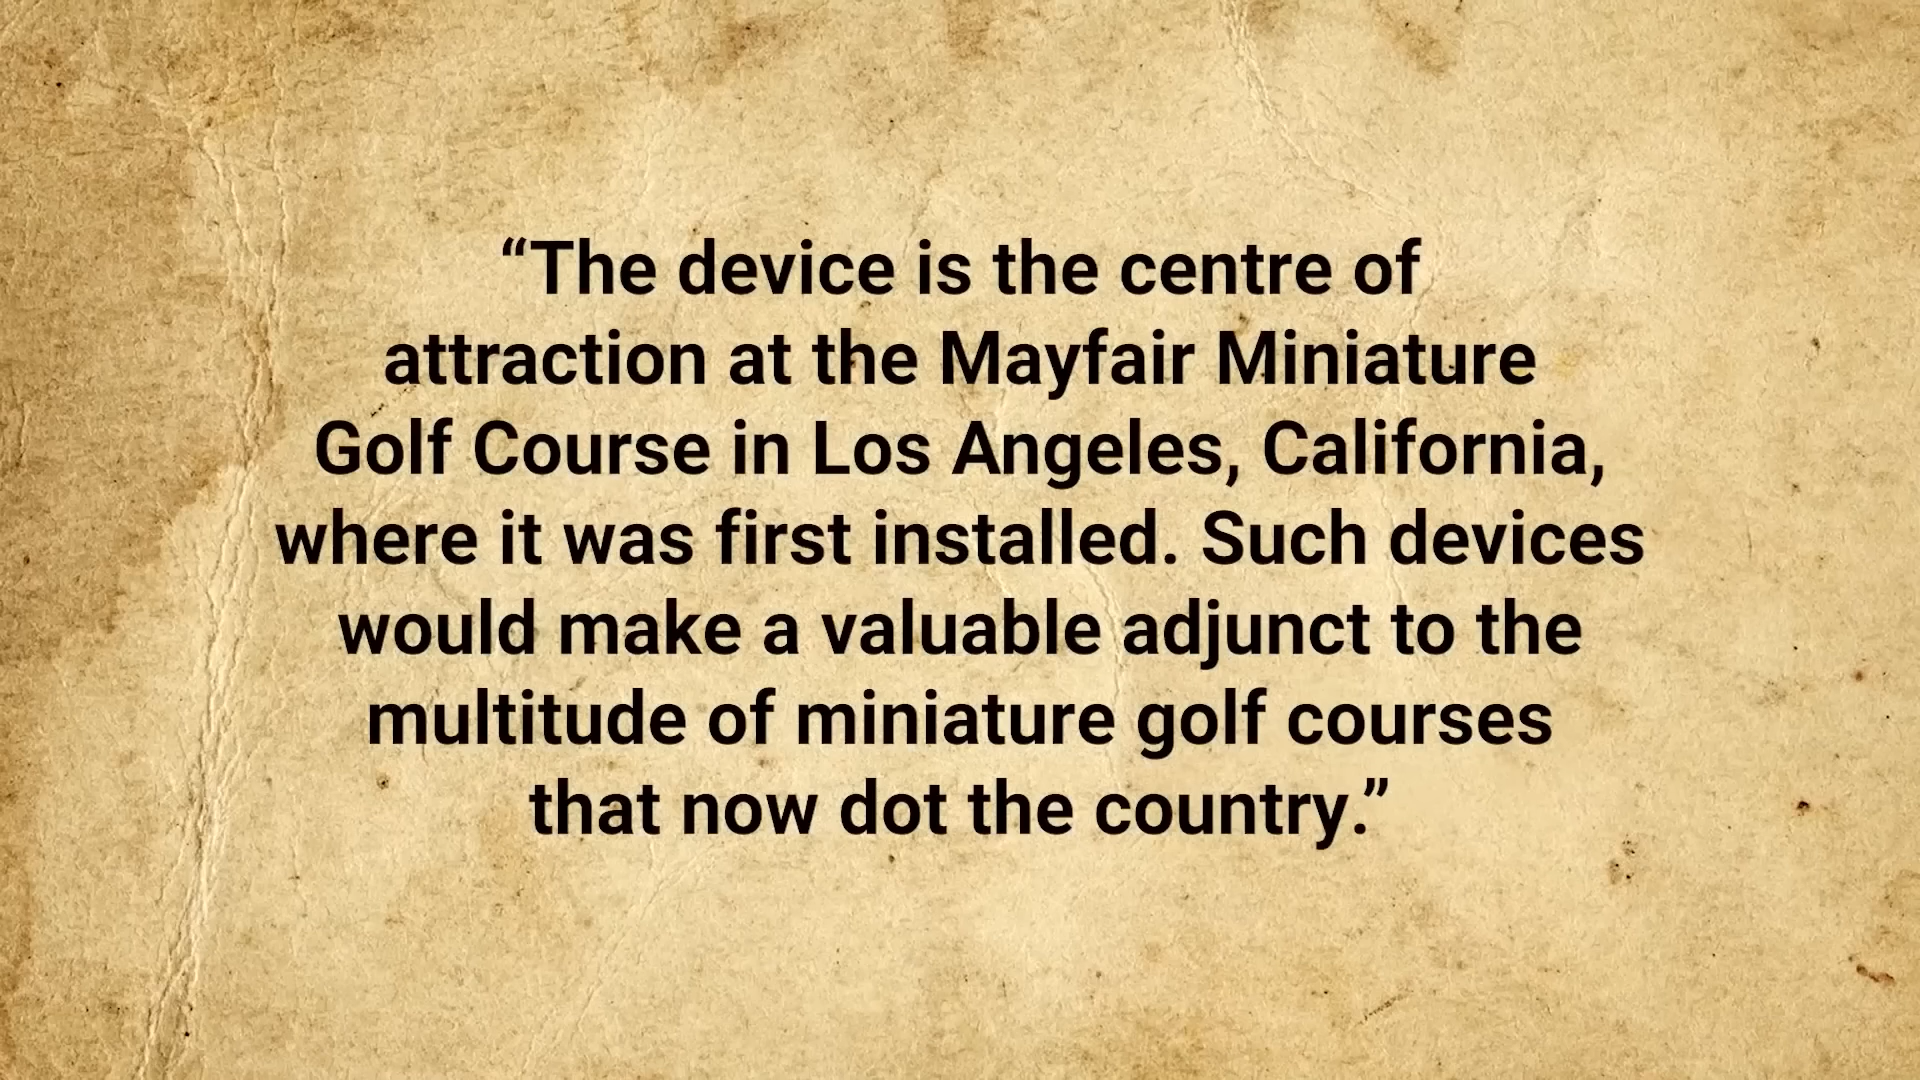 “The device is the centre of
attraction at the Mayfair Miniature
Golf Course in Los Angeles, California,
where it was first installed. Such devices
would make a valuable adjunct to the
multitude of miniature golf courses
that now dot the country.”